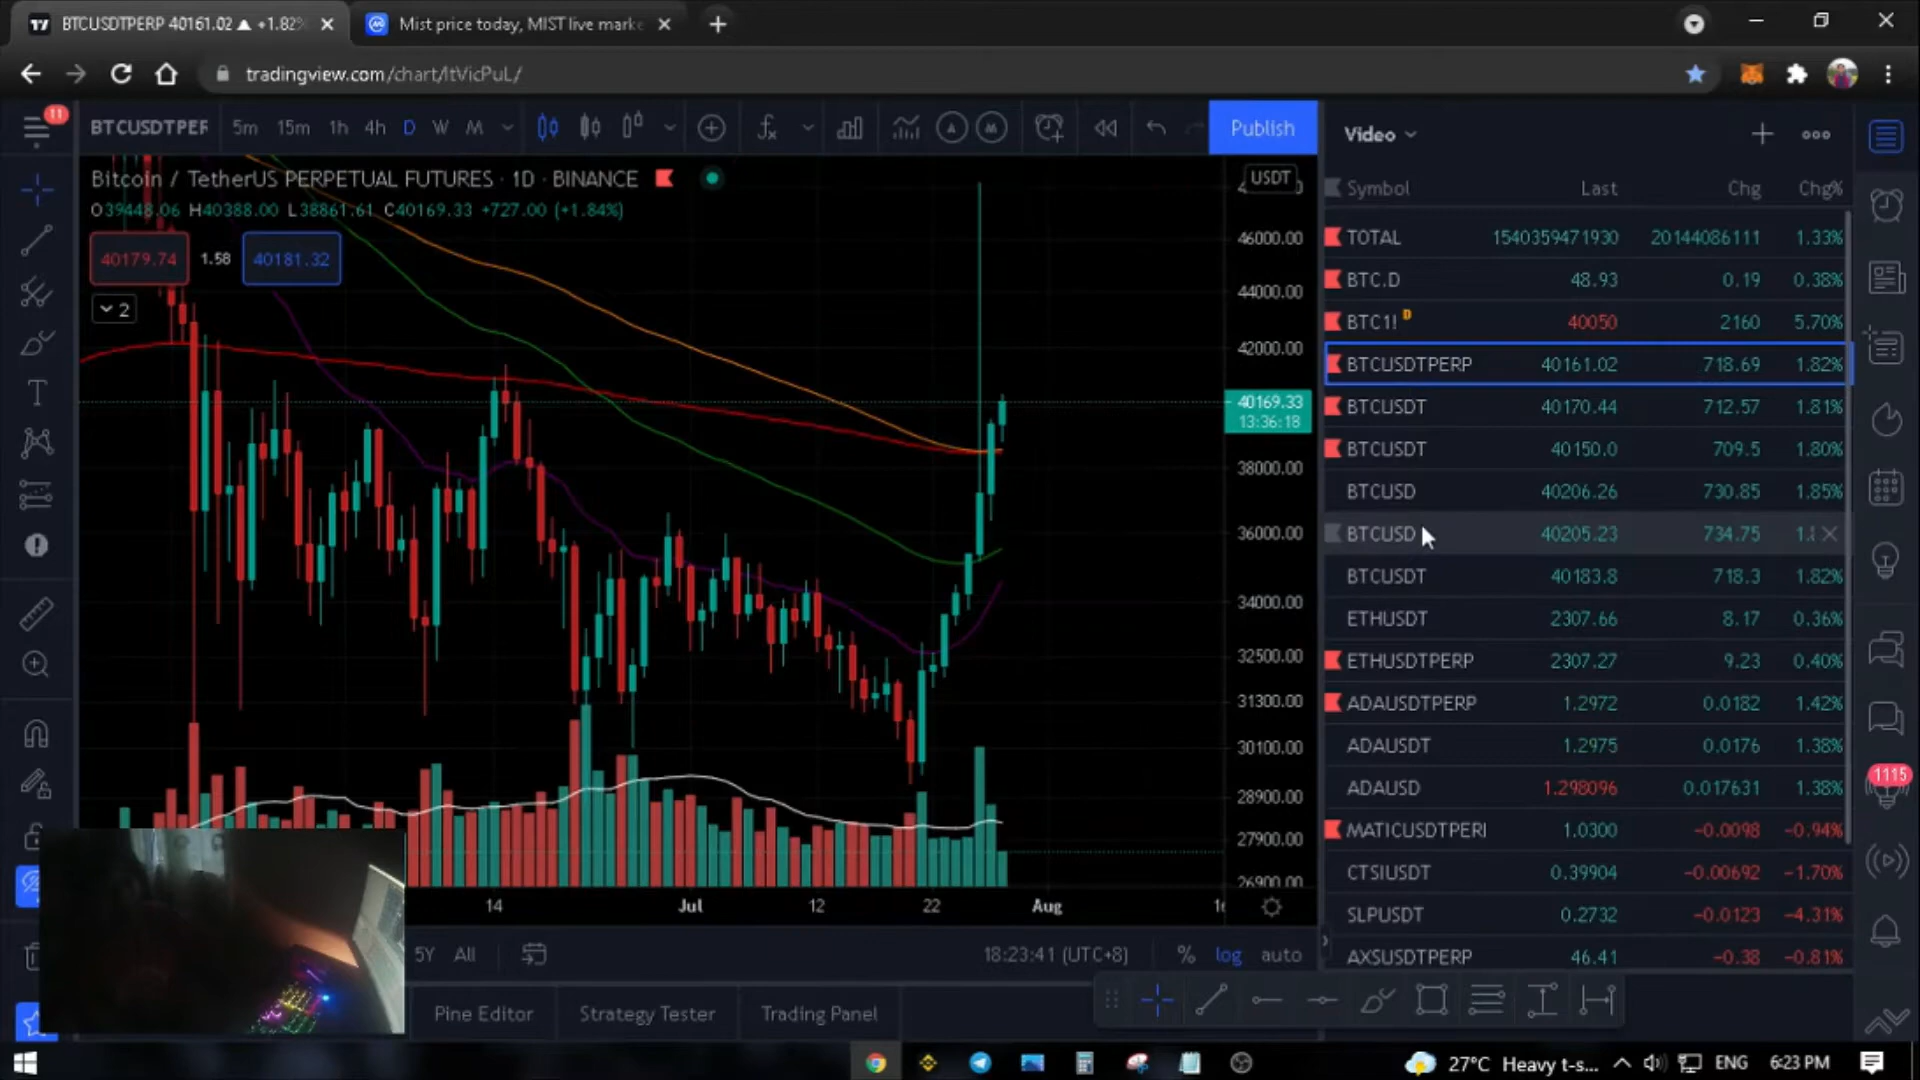 BTCUSDTPERP 40161.02 ▲ +1.82%
Mist price today, MIST live marke
tradingview.com/chart/ItVicPuL/
11
BTCUSDTPER 5m 15m 1h 4h D W M
Publish
Video
Bitcoin / TetherUS PERPETUAL FUTURES · 1D · BINANCE
USDT
O39448.06 H40388.00 L38861.61 C40169.33 +727.00 (+1.84%)
40179.74 1.58 40181.32
2
46000.00
44000.00
42000.00
40169.33
13:36:18
38000.00
36000.00
34000.00
32500.00
31300.00
30100.00
28900.00
27900.00
26900.00
14 Jul 12 22 Aug
Symbol Last Chg Chg%
TOTAL 1540359471930 20144086111 1.33%
BTC.D 48.93 0.19 0.38%
BTC1! D 40050 2160 5.70%
BTCUSDTPERP 40161.02 718.69 1.82%
BTCUSDT 40170.44 712.57 1.81%
BTCUSDT 40150.0 709.5 1.80%
BTCUSD 40206.26 730.85 1.85%
BTCUSD 40205.23 734.75
BTCUSDT 40183.8 718.3 1.82%
ETHUSDT 2307.66 8.17 0.36%
ETHUSDTPERP 2307.27 9.23 0.40%
ADAUSDTPERP 1.2972 0.0182 1.42%
ADAUSDT 1.2975 0.0176 1.38%
ADAUSD 1.298096 0.017631 1.38%
MATICUSDTPERI 1.0300 -0.0098 -0.94%
CTSIUSDT 0.39904 -0.00692 -1.70%
SLPUSDT 0.2732 -0.0123 -4.31%
AXSUSDTPERP 46.41 -0.38 -0.81%
1115
5Y All
18:23:41 (UTC+8) % log auto
Pine Editor Strategy Tester Trading Panel
27°C Heavy t-s... ENG 6:23 PM